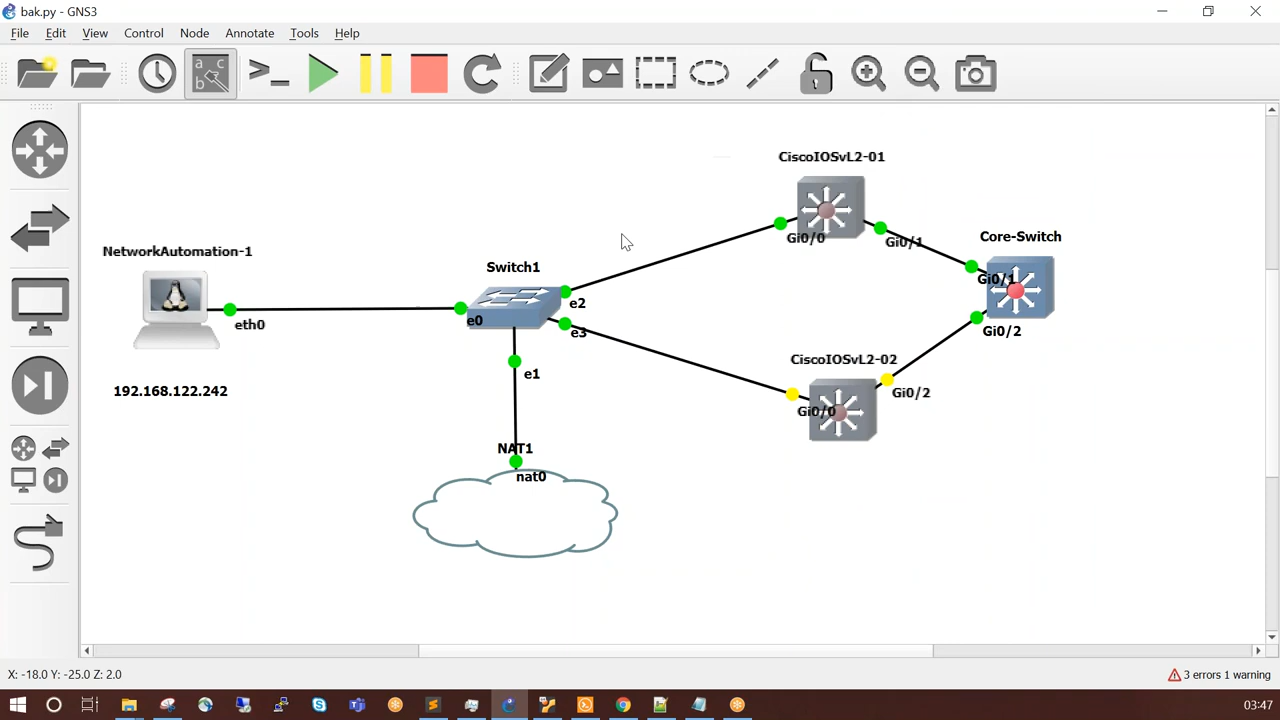 bak.py - GNS3
File Edit View Control Node Annotate Tools Help
a c
b
CiscoIOSvL2-01
Gi0/0
Gi0/1
Core-Switch
Gi0/1
Gi0/2
NetworkAutomation-1
eth0
192.168.122.242
Switch1
e0
e2
e3
e1
CiscoIOSvL2-02
Gi0/0
Gi0/2
NAT1
nat0
X: -18.0 Y: -25.0 Z: 2.0
3 errors 1 warning
03:47